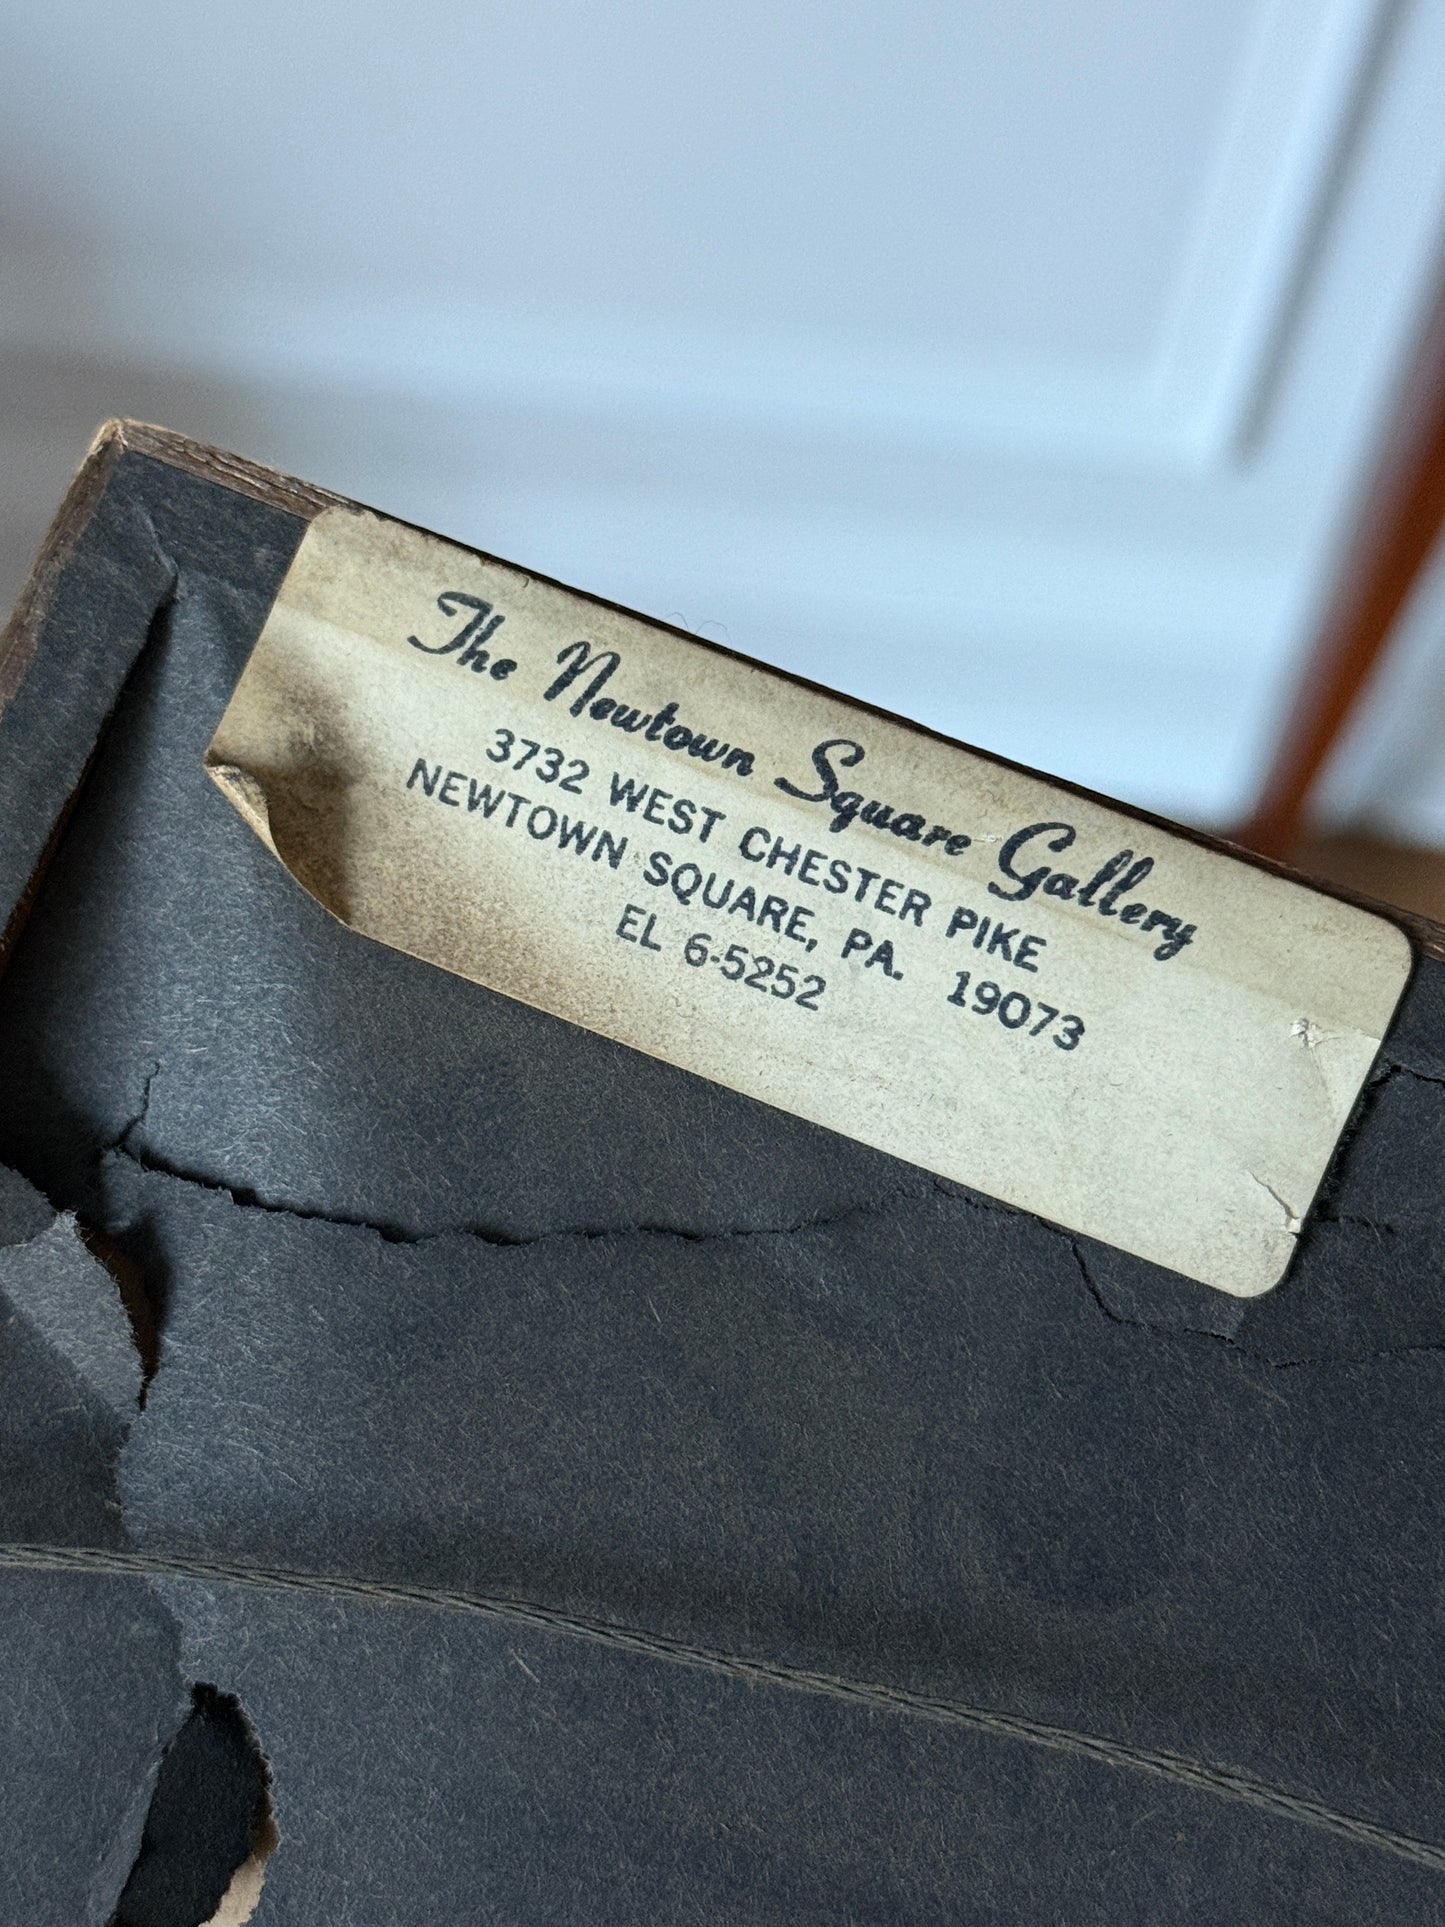 The Newtown Square Gallery
3732 WEST CHESTER PIKE
NEWTOWN SQUARE, PA. 19073
EL 6-5252